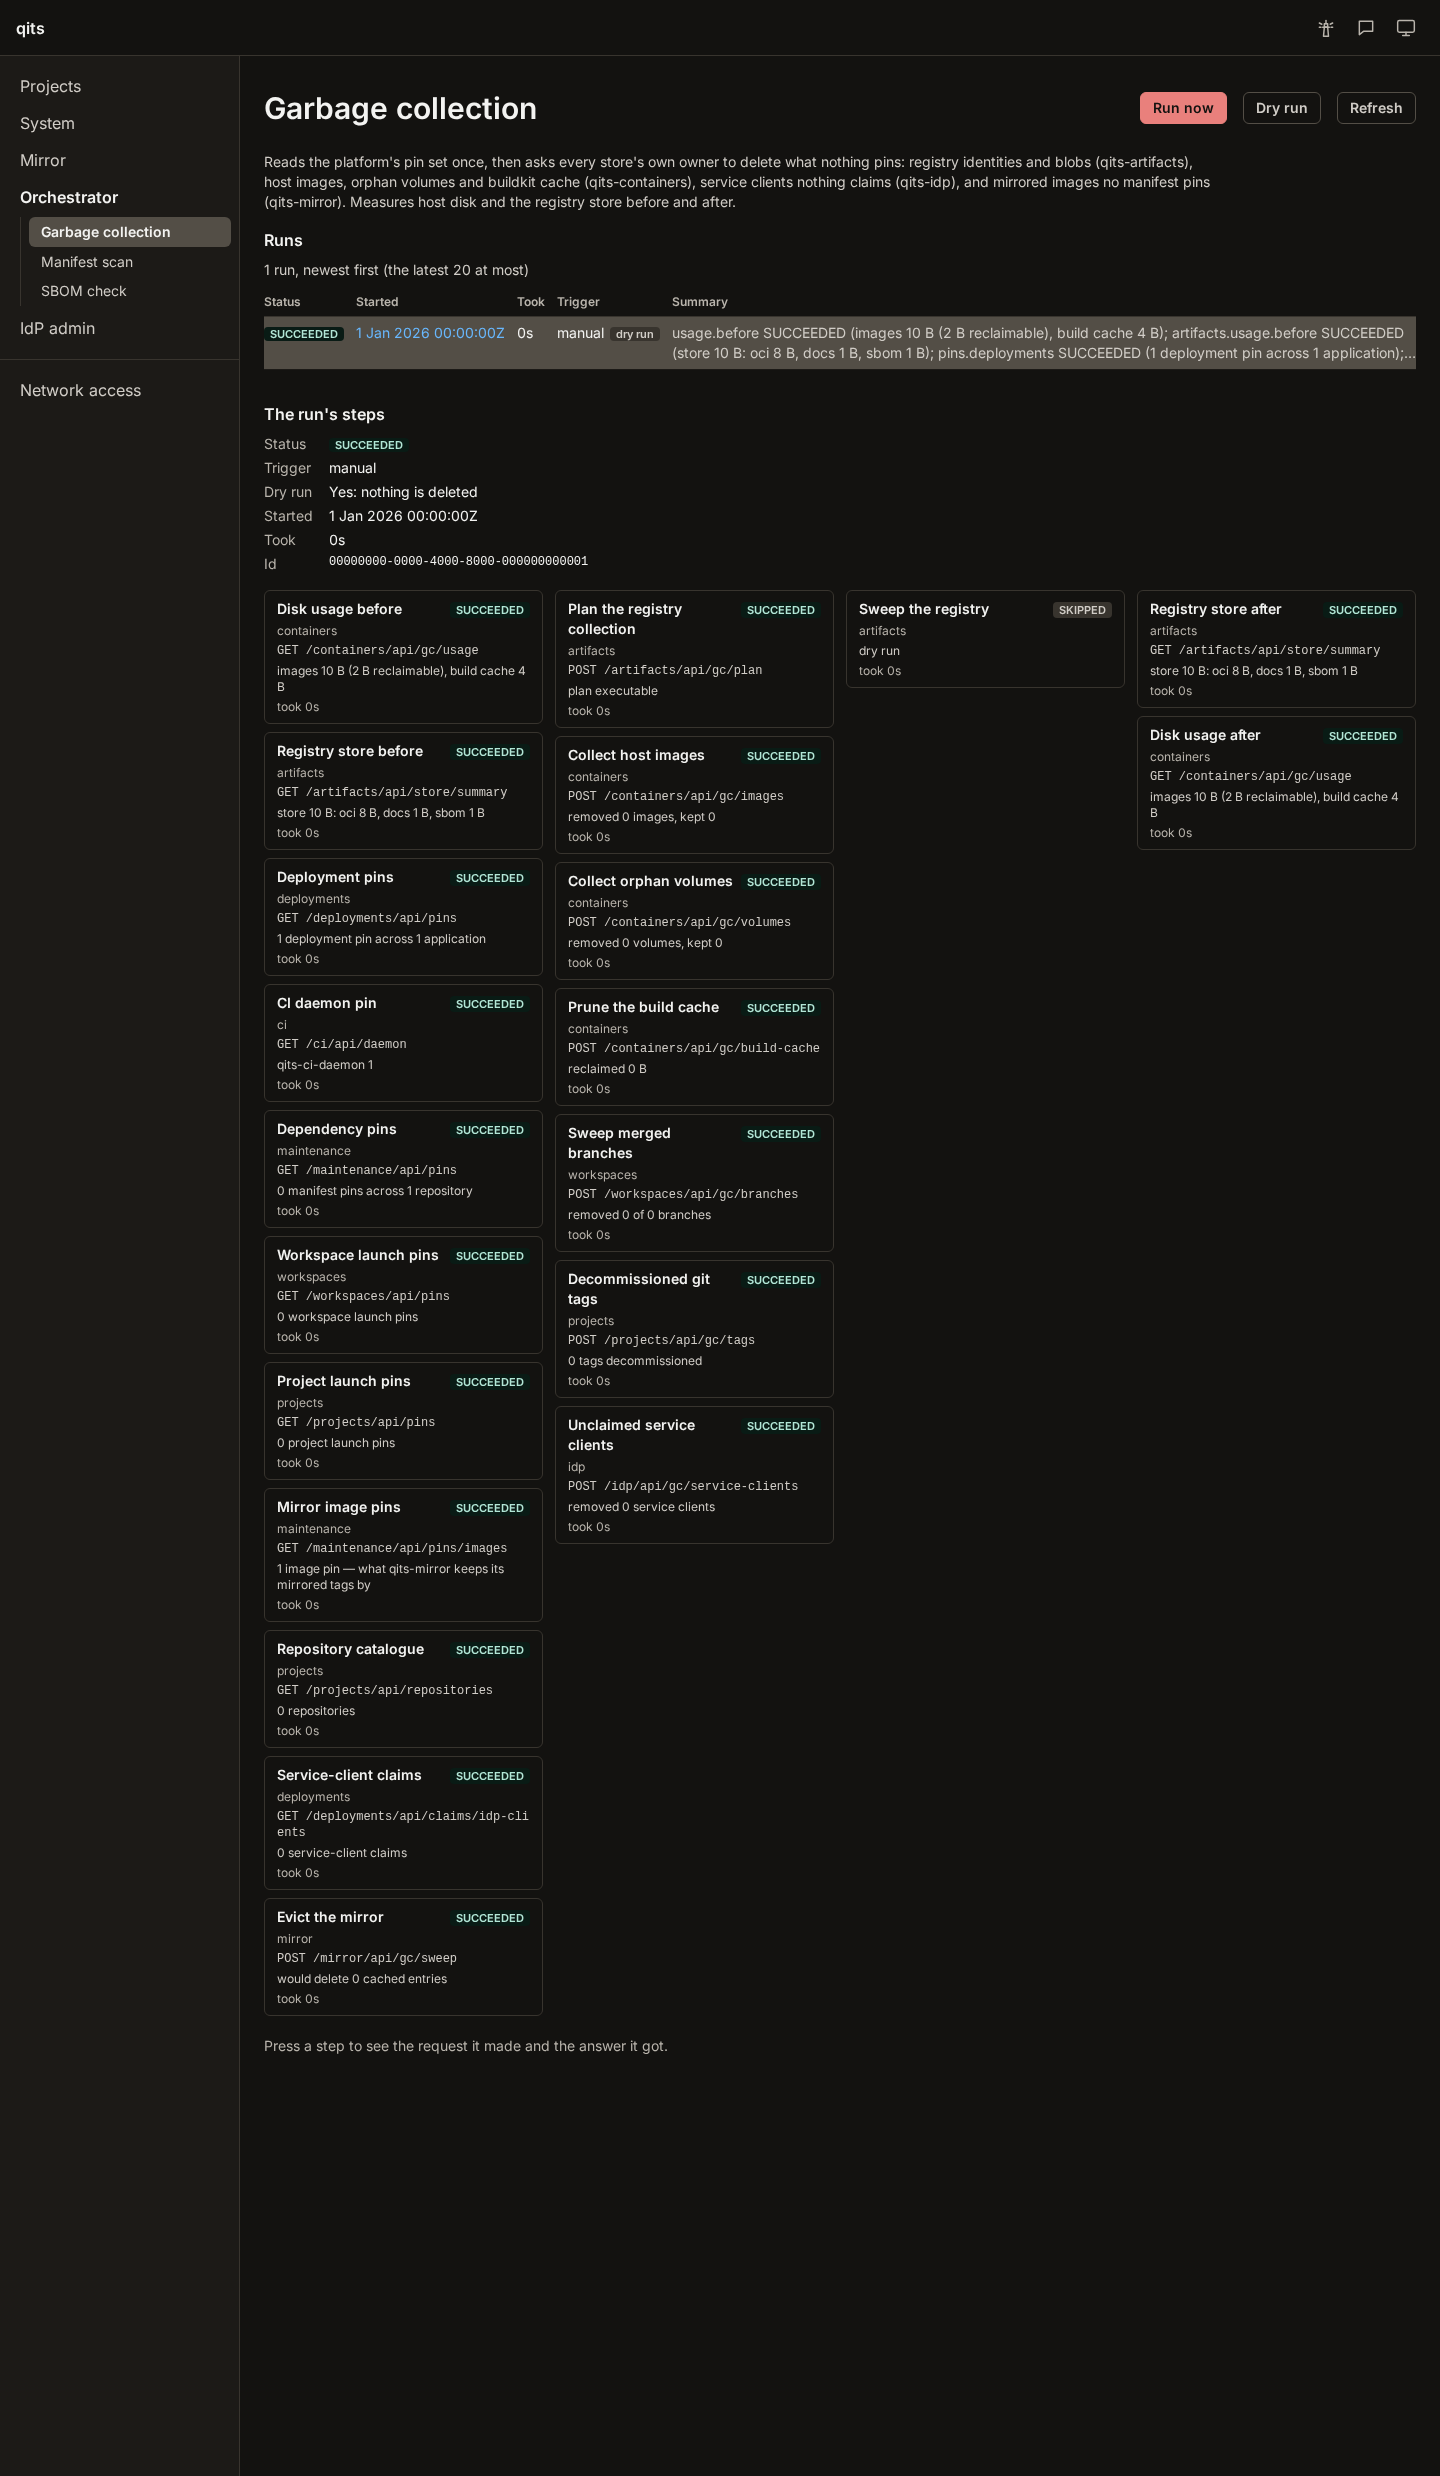 qits
Projects
System
Mirror
Orchestrator
Garbage collection
Manifest scan
SBOM check
IdP admin
Network access
Garbage collection
Run now
Dry run
Refresh
Reads the platform's pin set once, then asks every store's own owner to delete what nothing pins: registry identities and blobs (qits-artifacts),
host images, orphan volumes and buildkit cache (qits-containers), service clients nothing claims (qits-idp), and mirrored images no manifest pins
(qits-mirror). Measures host disk and the registry store before and after.
Runs
1 run, newest first (the latest 20 at most)
Status Started Took Trigger Summary
SUCCEEDED 1 Jan 2026 00:00:00Z 0s manual dry run usage.before SUCCEEDED (images 10 B (2 B reclaimable), build cache 4 B); artifacts.usage.before SUCCEEDED
(store 10 B: oci 8 B, docs 1 B, sbom 1 B); pins.deployments SUCCEEDED (1 deployment pin across 1 application);...
The run's steps
Status SUCCEEDED
Trigger manual
Dry run Yes: nothing is deleted
Started 1 Jan 2026 00:00:00Z
Took 0s
Id 00000000-0000-4000-8000-000000000001
Disk usage before SUCCEEDED
containers
GET /containers/api/gc/usage
images 10 B (2 B reclaimable), build cache 4
B
took 0s
Registry store before SUCCEEDED
artifacts
GET /artifacts/api/store/summary
store 10 B: oci 8 B, docs 1 B, sbom 1 B
took 0s
Deployment pins SUCCEEDED
deployments
GET /deployments/api/pins
1 deployment pin across 1 application
took 0s
CI daemon pin SUCCEEDED
ci
GET /ci/api/daemon
qits-ci-daemon 1
took 0s
Dependency pins SUCCEEDED
maintenance
GET /maintenance/api/pins
0 manifest pins across 1 repository
took 0s
Workspace launch pins SUCCEEDED
workspaces
GET /workspaces/api/pins
0 workspace launch pins
took 0s
Project launch pins SUCCEEDED
projects
GET /projects/api/pins
0 project launch pins
took 0s
Mirror image pins SUCCEEDED
maintenance
GET /maintenance/api/pins/images
1 image pin — what qits-mirror keeps its
mirrored tags by
took 0s
Repository catalogue SUCCEEDED
projects
GET /projects/api/repositories
0 repositories
took 0s
Service-client claims SUCCEEDED
deployments
GET /deployments/api/claims/idp-cli
ents
0 service-client claims
took 0s
Evict the mirror SUCCEEDED
mirror
POST /mirror/api/gc/sweep
would delete 0 cached entries
took 0s
Plan the registry SUCCEEDED
collection
artifacts
POST /artifacts/api/gc/plan
plan executable
took 0s
Collect host images SUCCEEDED
containers
POST /containers/api/gc/images
removed 0 images, kept 0
took 0s
Collect orphan volumes SUCCEEDED
containers
POST /containers/api/gc/volumes
removed 0 volumes, kept 0
took 0s
Prune the build cache SUCCEEDED
containers
POST /containers/api/gc/build-cache
reclaimed 0 B
took 0s
Sweep merged SUCCEEDED
branches
workspaces
POST /workspaces/api/gc/branches
removed 0 of 0 branches
took 0s
Decommissioned git SUCCEEDED
tags
projects
POST /projects/api/gc/tags
0 tags decommissioned
took 0s
Unclaimed service SUCCEEDED
clients
idp
POST /idp/api/gc/service-clients
removed 0 service clients
took 0s
Sweep the registry SKIPPED
artifacts
dry run
took 0s
Registry store after SUCCEEDED
artifacts
GET /artifacts/api/store/summary
store 10 B: oci 8 B, docs 1 B, sbom 1 B
took 0s
Disk usage after SUCCEEDED
containers
GET /containers/api/gc/usage
images 10 B (2 B reclaimable), build cache 4
B
took 0s
Press a step to see the request it made and the answer it got.